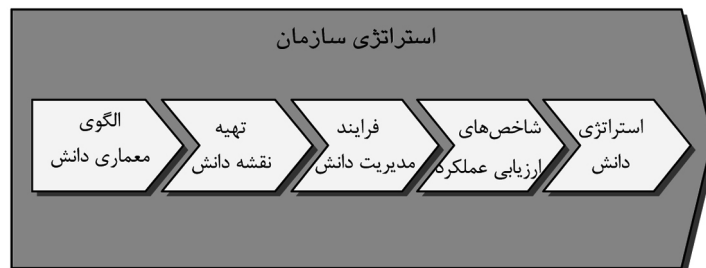 استراتژی سازمان
الگوی
معماری دانش
تهیه
نقشه دانش
فرایند
مدیریت دانش
شاخص‌های
ارزیابی عملکرد
استراتژی
دانش